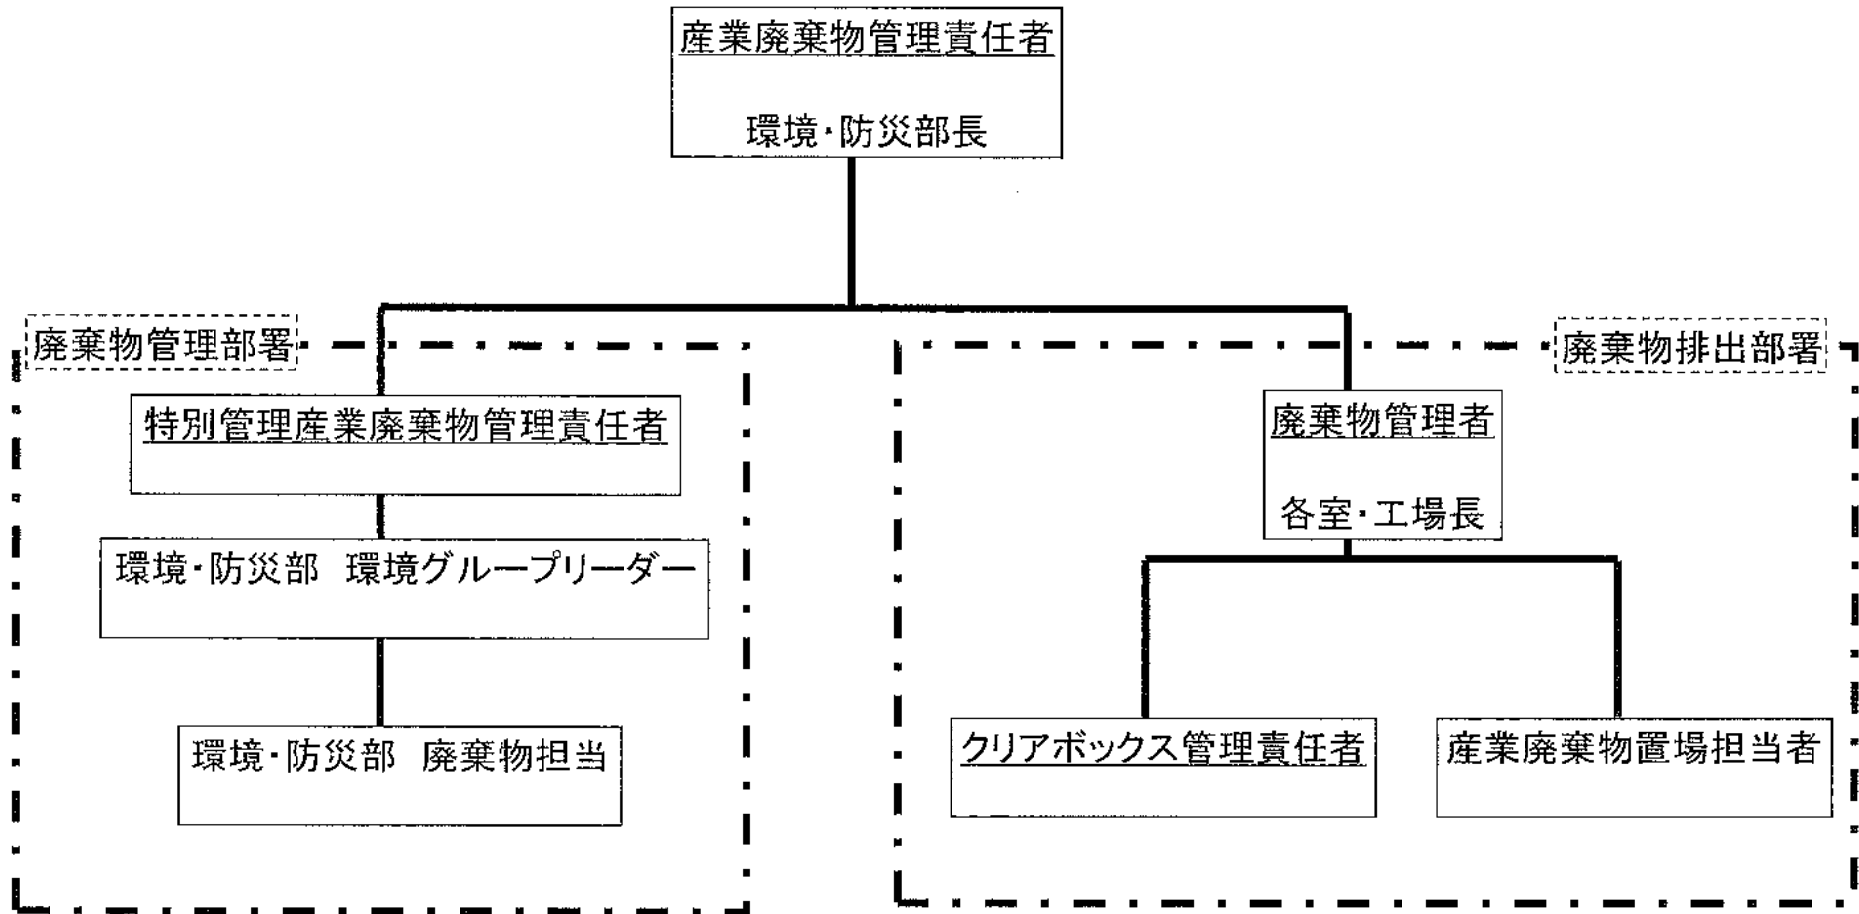 産業廃棄物管理責任者
環境・防災部長
廃棄物管理部署
特別管理産業廃棄物管理責任者
環境・防災部 環境グループリーダー
環境・防災部 廃棄物担当
廃棄物排出部署
廃棄物管理者
各室・工場長
クリアボックス管理責任者
産業廃棄物置場担当者